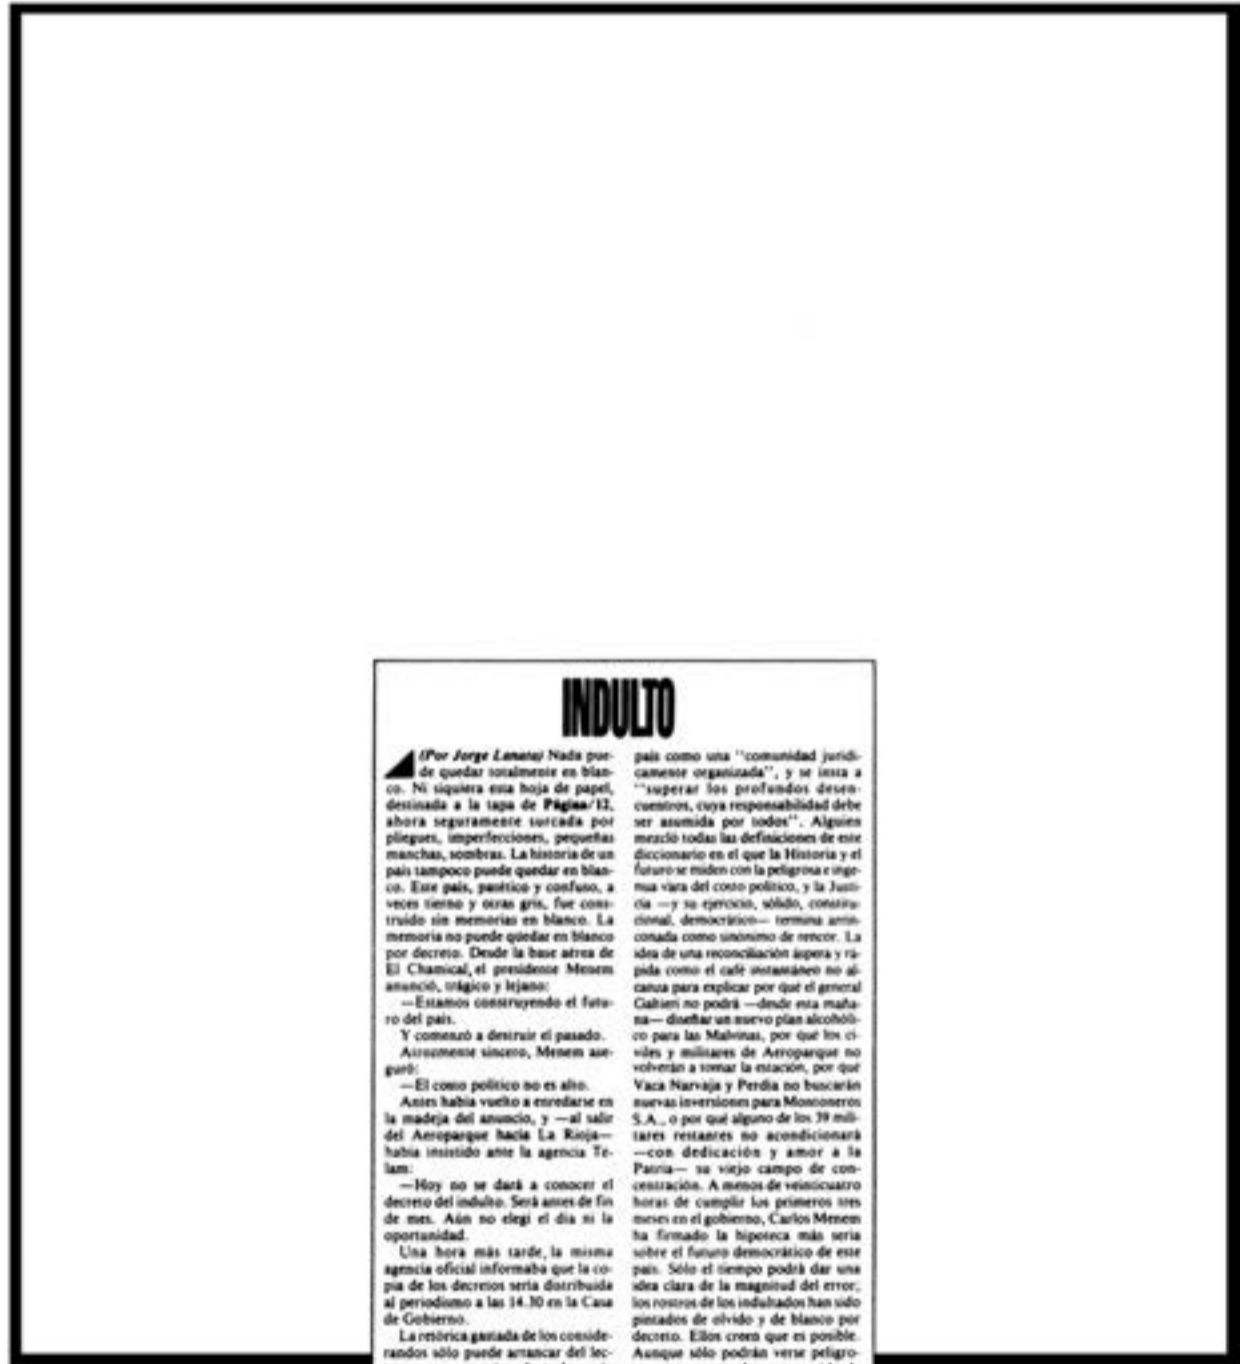 INDULTO
(Por Jorge Lanata) Nada pue-
de quedar totalmente en blan-
co. Ni siquiera esta hoja de papel,
destinada a la tapa de Página/12,
ahora seguramente surcada por
pliegues, imperfecciones, pequeñas
manchas, sombras. La historia de un
país tampoco puede quedar en blan-
co. Este país, patético y confuso, a
veces tierno y otras gris, fue cons-
truido sin memorias en blanco. La
memoria no puede quedar en blanco
por decreto. Desde la base aérea de
El Chamical, el presidente Menem
anunció, trágico y lejano:
—Estamos construyendo el futu-
ro del país.
Y comenzó a destruir el pasado.
Atrozmente sincero, Menem ase-
guró:
—El costo político no es alto.
Antes había vuelto a enredarse en
la madeja del anuncio, y —al salir
del Aeroparque hacia La Rioja—
había insistido ante la agencia Te-
lam:
—Hoy no se dará a conocer el
decreto del indulto. Será antes de fin
de mes. Aún no elegí el día ni la
oportunidad.
Una hora más tarde, la misma
agencia oficial informaba que la co-
pia de los decretos sería distribuida
al periodismo a las 14.30 en la Casa
de Gobierno.
La retórica gastada de los conside-
randos sólo puede arrancar del lec-
país como una "comunidad jurídi-
camente organizada", y se insta a
"superar los profundos desen-
cuentros, cuya responsabilidad debe
ser asumida por todos". Alguien
mezcló todas las definiciones de este
diccionario en el que la Historia y el
futuro se miden con la peligrosa e inge-
nua vara del costo político, y la Justi-
cia —y su ejercicio, sólido, constitu-
cional, democrático— termina arrin-
conada como sinónimo de rencor. La
idea de una reconciliación áspera y rá-
pida como el café instantáneo no al-
canza para explicar por qué el general
Galtieri no podrá —desde esta maña-
na— diseñar un nuevo plan alcohóli-
co para las Malvinas, por qué los ci-
viles y militares de Aeroparque no
volverán a tomar la estación, por qué
Vaca Narvaja y Perdía no buscarán
nuevas inversiones para Montoneros
S.A., o por qué alguno de los 39 mili-
tares restantes no acondicionará
—con dedicación y amor a la
Patria— su viejo campo de con-
centración. A menos de veinticuatro
horas de cumplir los primeros tres
meses en el gobierno, Carlos Menem
ha firmado la hipoteca más seria
sobre el futuro democrático de este
país. Sólo el tiempo podrá dar una
idea clara de la magnitud del error,
los rostros de los indultados han sido
pintados de olvido y de blanco por
decreto. Ellos creen que es posible.
Aunque sólo podrán verse peligro-